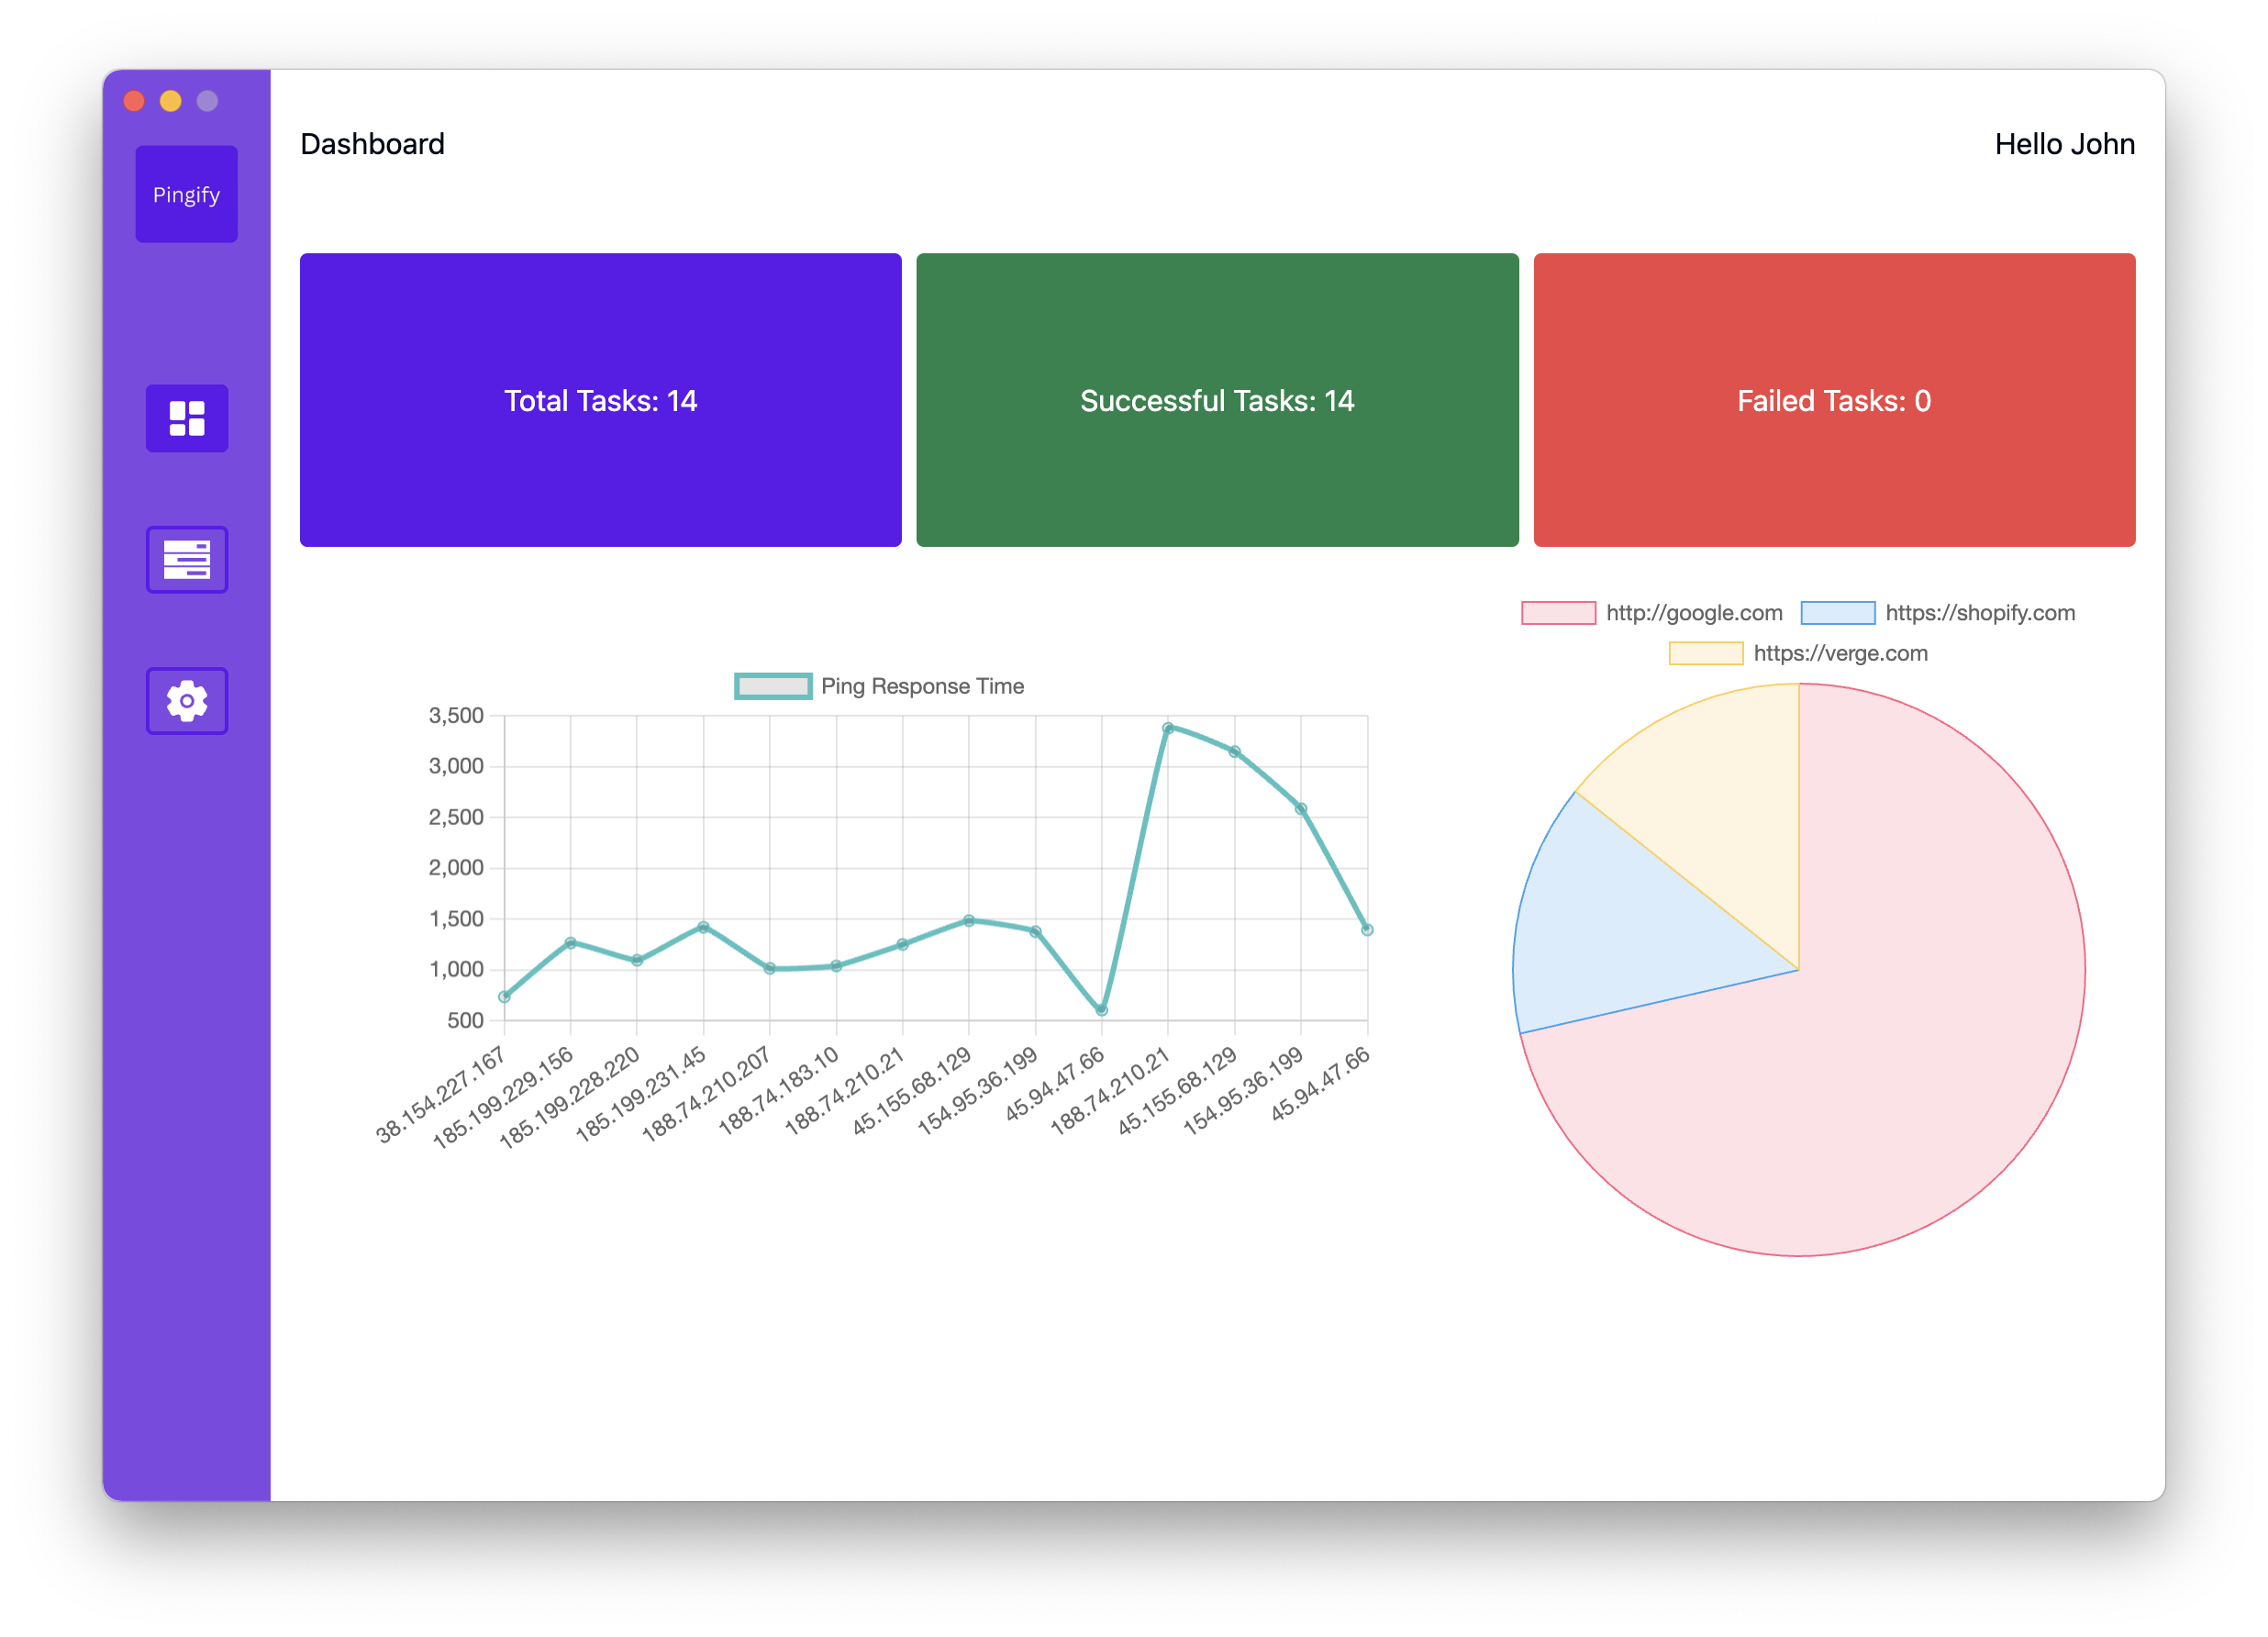 Dashboard
Hello John
Pingify
Total Tasks: 14
Successful Tasks: 14
Failed Tasks: 0
http://google.com
https://shopify.com
https://verge.com
Ping Response Time
3,500
3,000
2,500
2,000
1,500
1,000
500
38.154.227.167
185.199.229.156
185.199.228.220
185.199.231.45
188.74.210.207
188.74.183.10
188.74.210.21
45.155.68.129
154.95.36.199
45.94.47.66
188.74.210.21
45.155.68.129
154.95.36.199
45.94.47.66